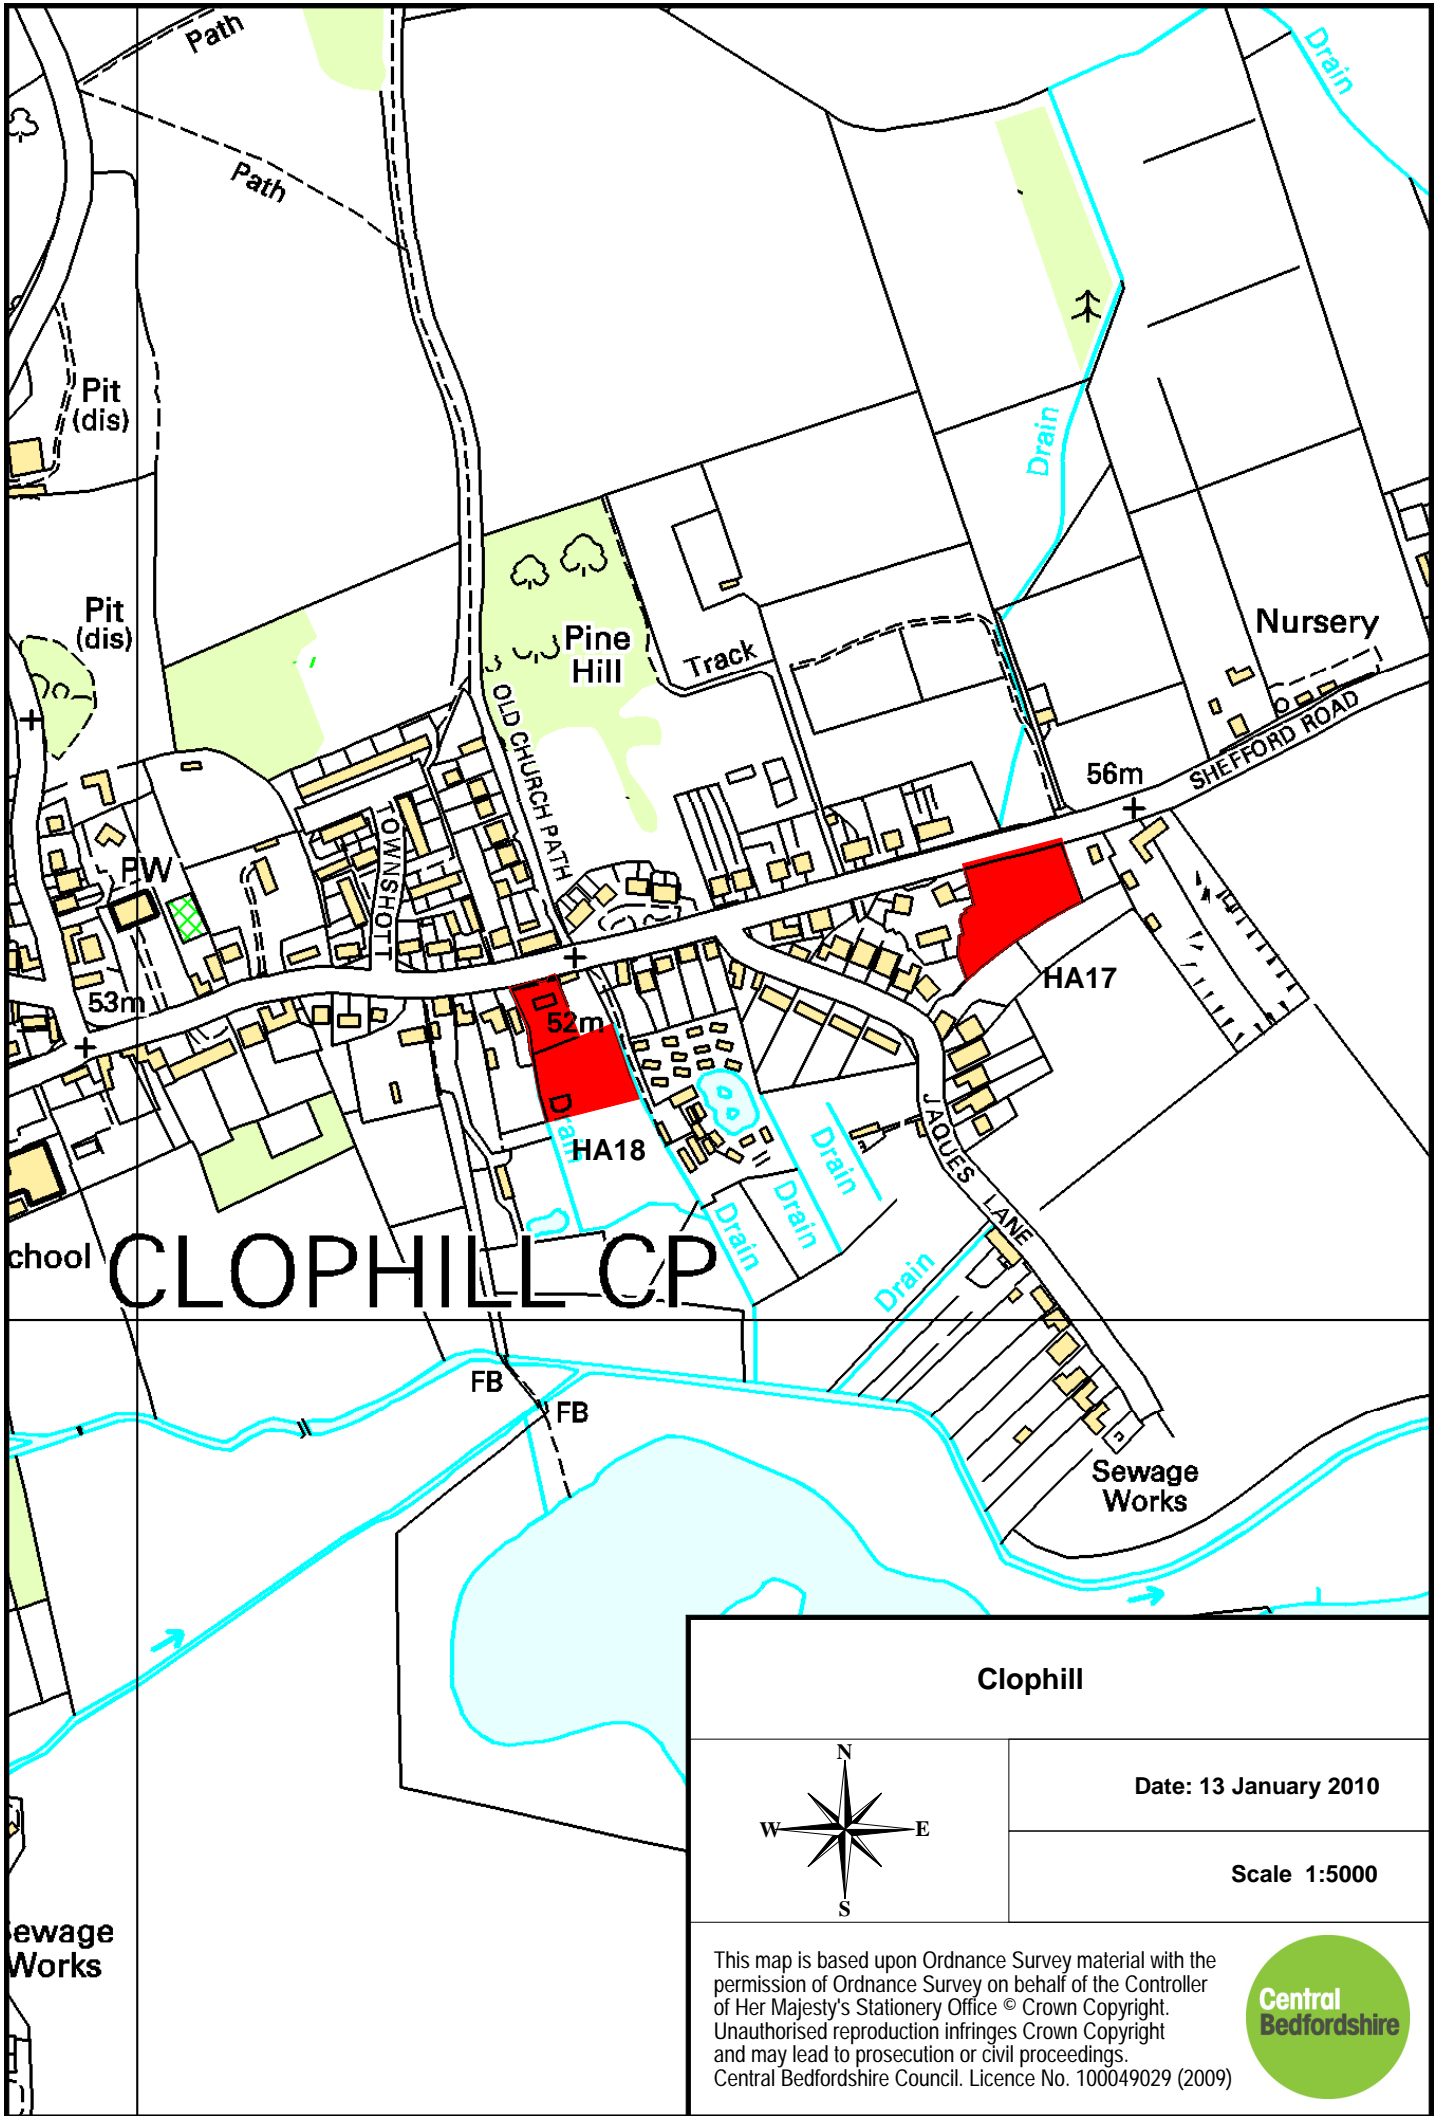 Path
Drain
Path
Pit
(dis)
Drain
Pit
(dis)
Nursery
Pine
Hill
Track
OLD CHURCH PATH
SHEFFORD ROAD
56m
TOWNSHOTT
PW
HA17
53m
52m
Drain
HA18
JAQUES LANE
Drain
Drain
Drain
chool
CLOPHILL CP
Drain
FB
FB
Sewage
Works
Clophill
N
W
E
S
Date: 13 January 2010
Scale 1:5000
Sewage
Works
This map is based upon Ordnance Survey material with the
permission of Ordnance Survey on behalf of the Controller
of Her Majesty's Stationery Office © Crown Copyright.
Unauthorised reproduction infringes Crown Copyright
and may lead to prosecution or civil proceedings.
Central Bedfordshire Council. Licence No. 100049029 (2009)
Central
Bedfordshire